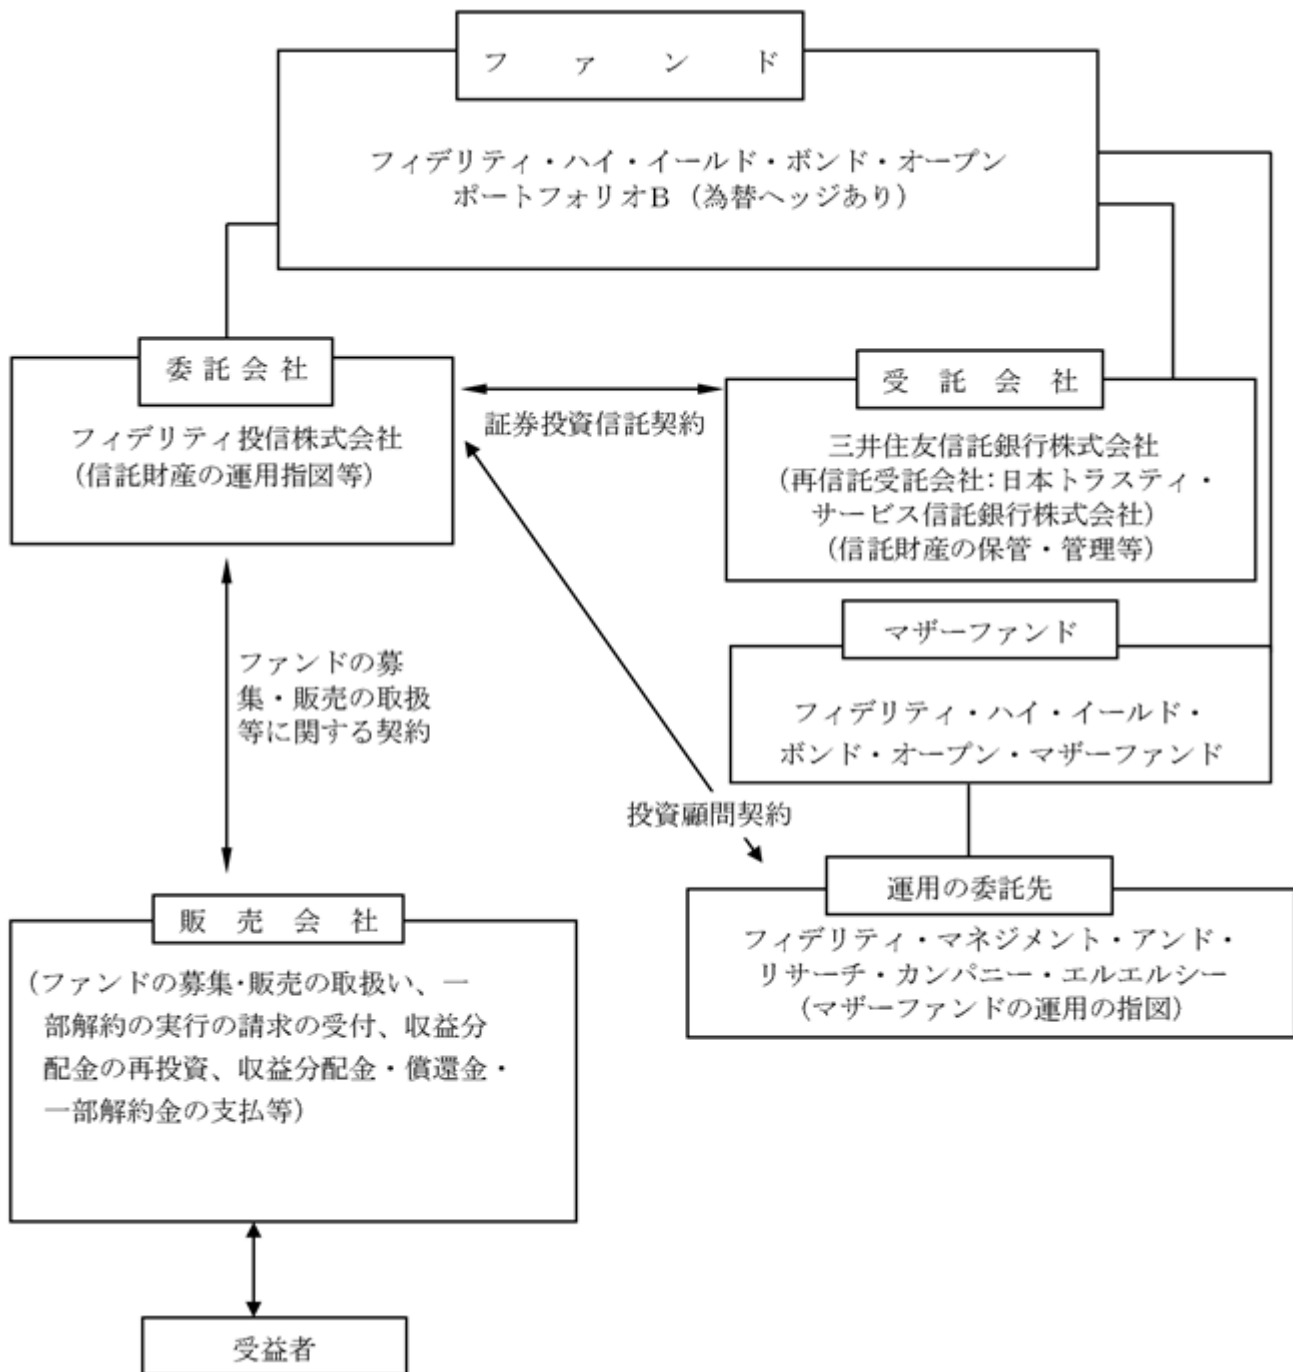 ファンド
フィデリティ・ハイ・イールド・ボンド・オープン
ポートフォリオB（為替ヘッジあり）
委託会社
フィデリティ投信株式会社
（信託財産の運用指図等）
証券投資信託契約
受託会社
三井住友信託銀行株式会社
（再信託受託会社：日本トラスティ・
サービス信託銀行株式会社）
（信託財産の保管・管理等）
ファンドの募
集・販売の取扱
等に関する契約
マザーファンド
フィデリティ・ハイ・イールド・
ボンド・オープン・マザーファンド
投資顧問契約
運用の委託先
フィデリティ・マネジメント・アンド・
リサーチ・カンパニー・エルエルシー
（マザーファンドの運用の指図）
販売会社
（ファンドの募集・販売の取扱い、一
部解約の実行の請求の受付、収益分
配金の再投資、収益分配金・償還金・
一部解約金の支払等）
受益者